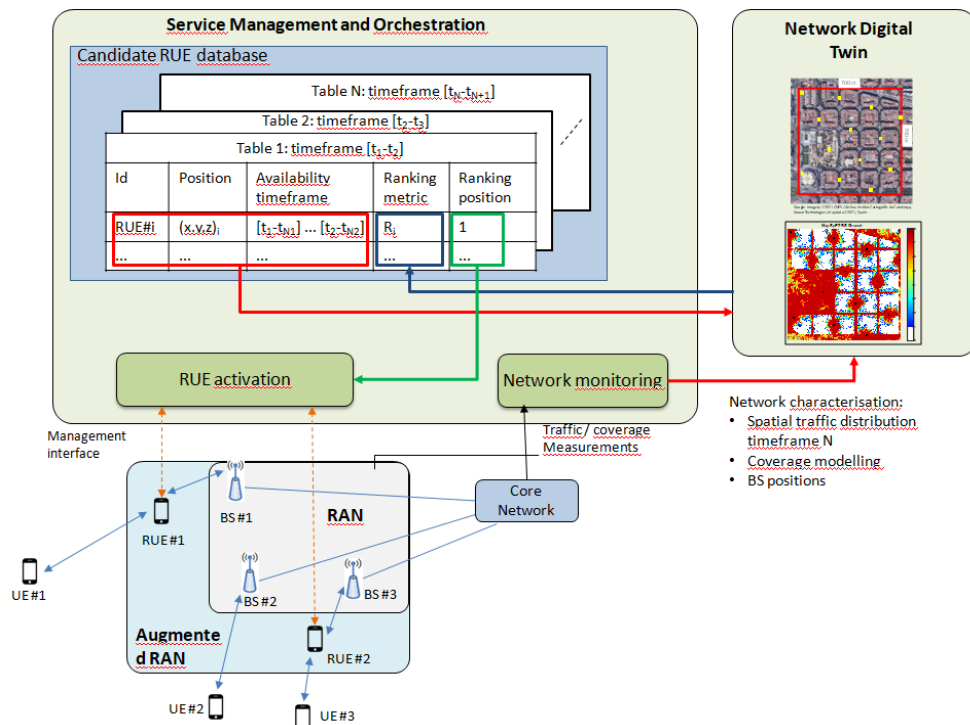 Service Management and Orchestration
Candidate RUE database
Table N: timeframe [tN-tN+1]
Table 2: timeframe [t2-t3]
Table 1: timeframe [t1-t2]
Id Position Availability timeframe Ranking metric Ranking position
RUE#i (x,y,z)i [t1-tN1] ... [t2-tN2] Ri 1
... ... ... ... ...
RUE activation
Network monitoring
Network Digital
Twin
700 m
Network characterisation:
• Spatial traffic distribution
timeframe N
• Coverage modelling
• BS positions
Management
interface
Traffic/ coverage
Measurements
Core
Network
RAN
BS #1
RUE #1
UE #1
BS #2
BS #3
Augmente
d RAN
RUE #2
UE #2
UE #3